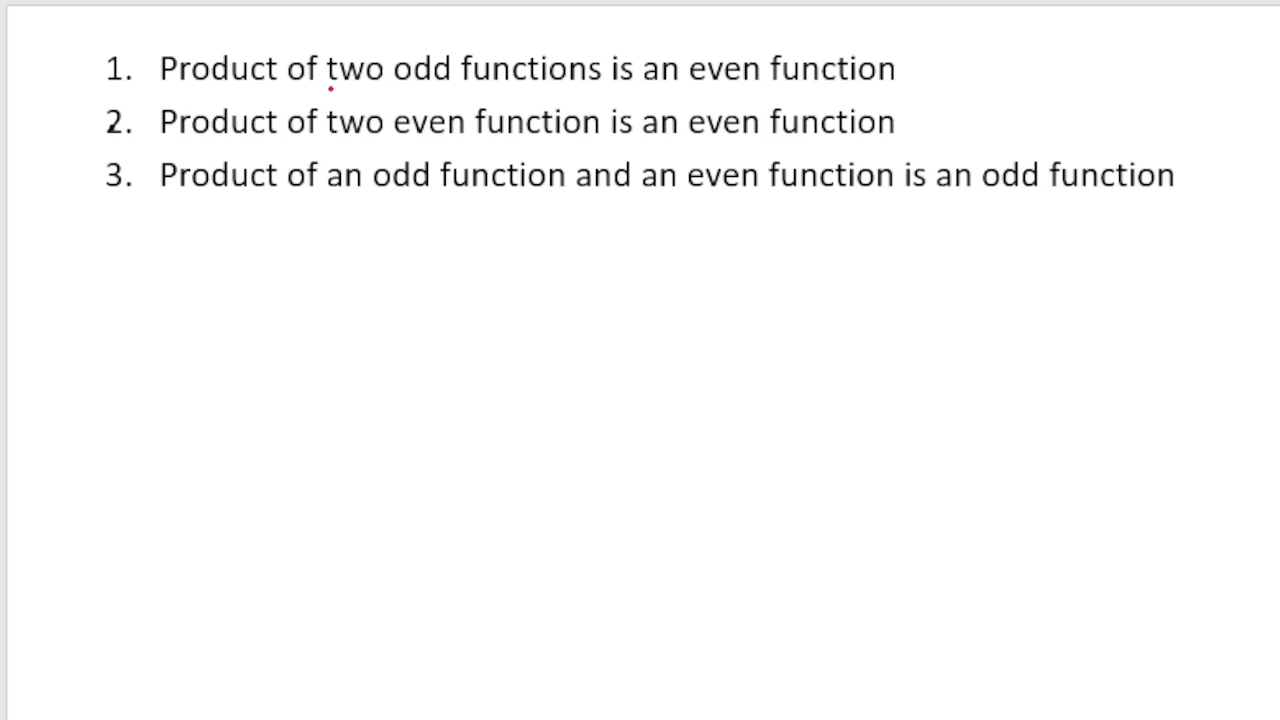 1. Product of two odd functions is an even function
2. Product of two even function is an even function
3. Product of an odd function and an even function is an odd function